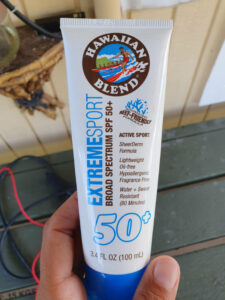 HAWAIIAN
BLEND
EXTREMESPORT
BROAD SPECTRUM SPF 50+
REEF-FRIENDLY
ACTIVE SPORT
SheerDerm
Formula
Lightweight
Oil-free
Hypoallergenic
Fragrance Free
Water + Sweat
Resistant
(80 Minutes)
50+
3.4 FL OZ (100 mL)